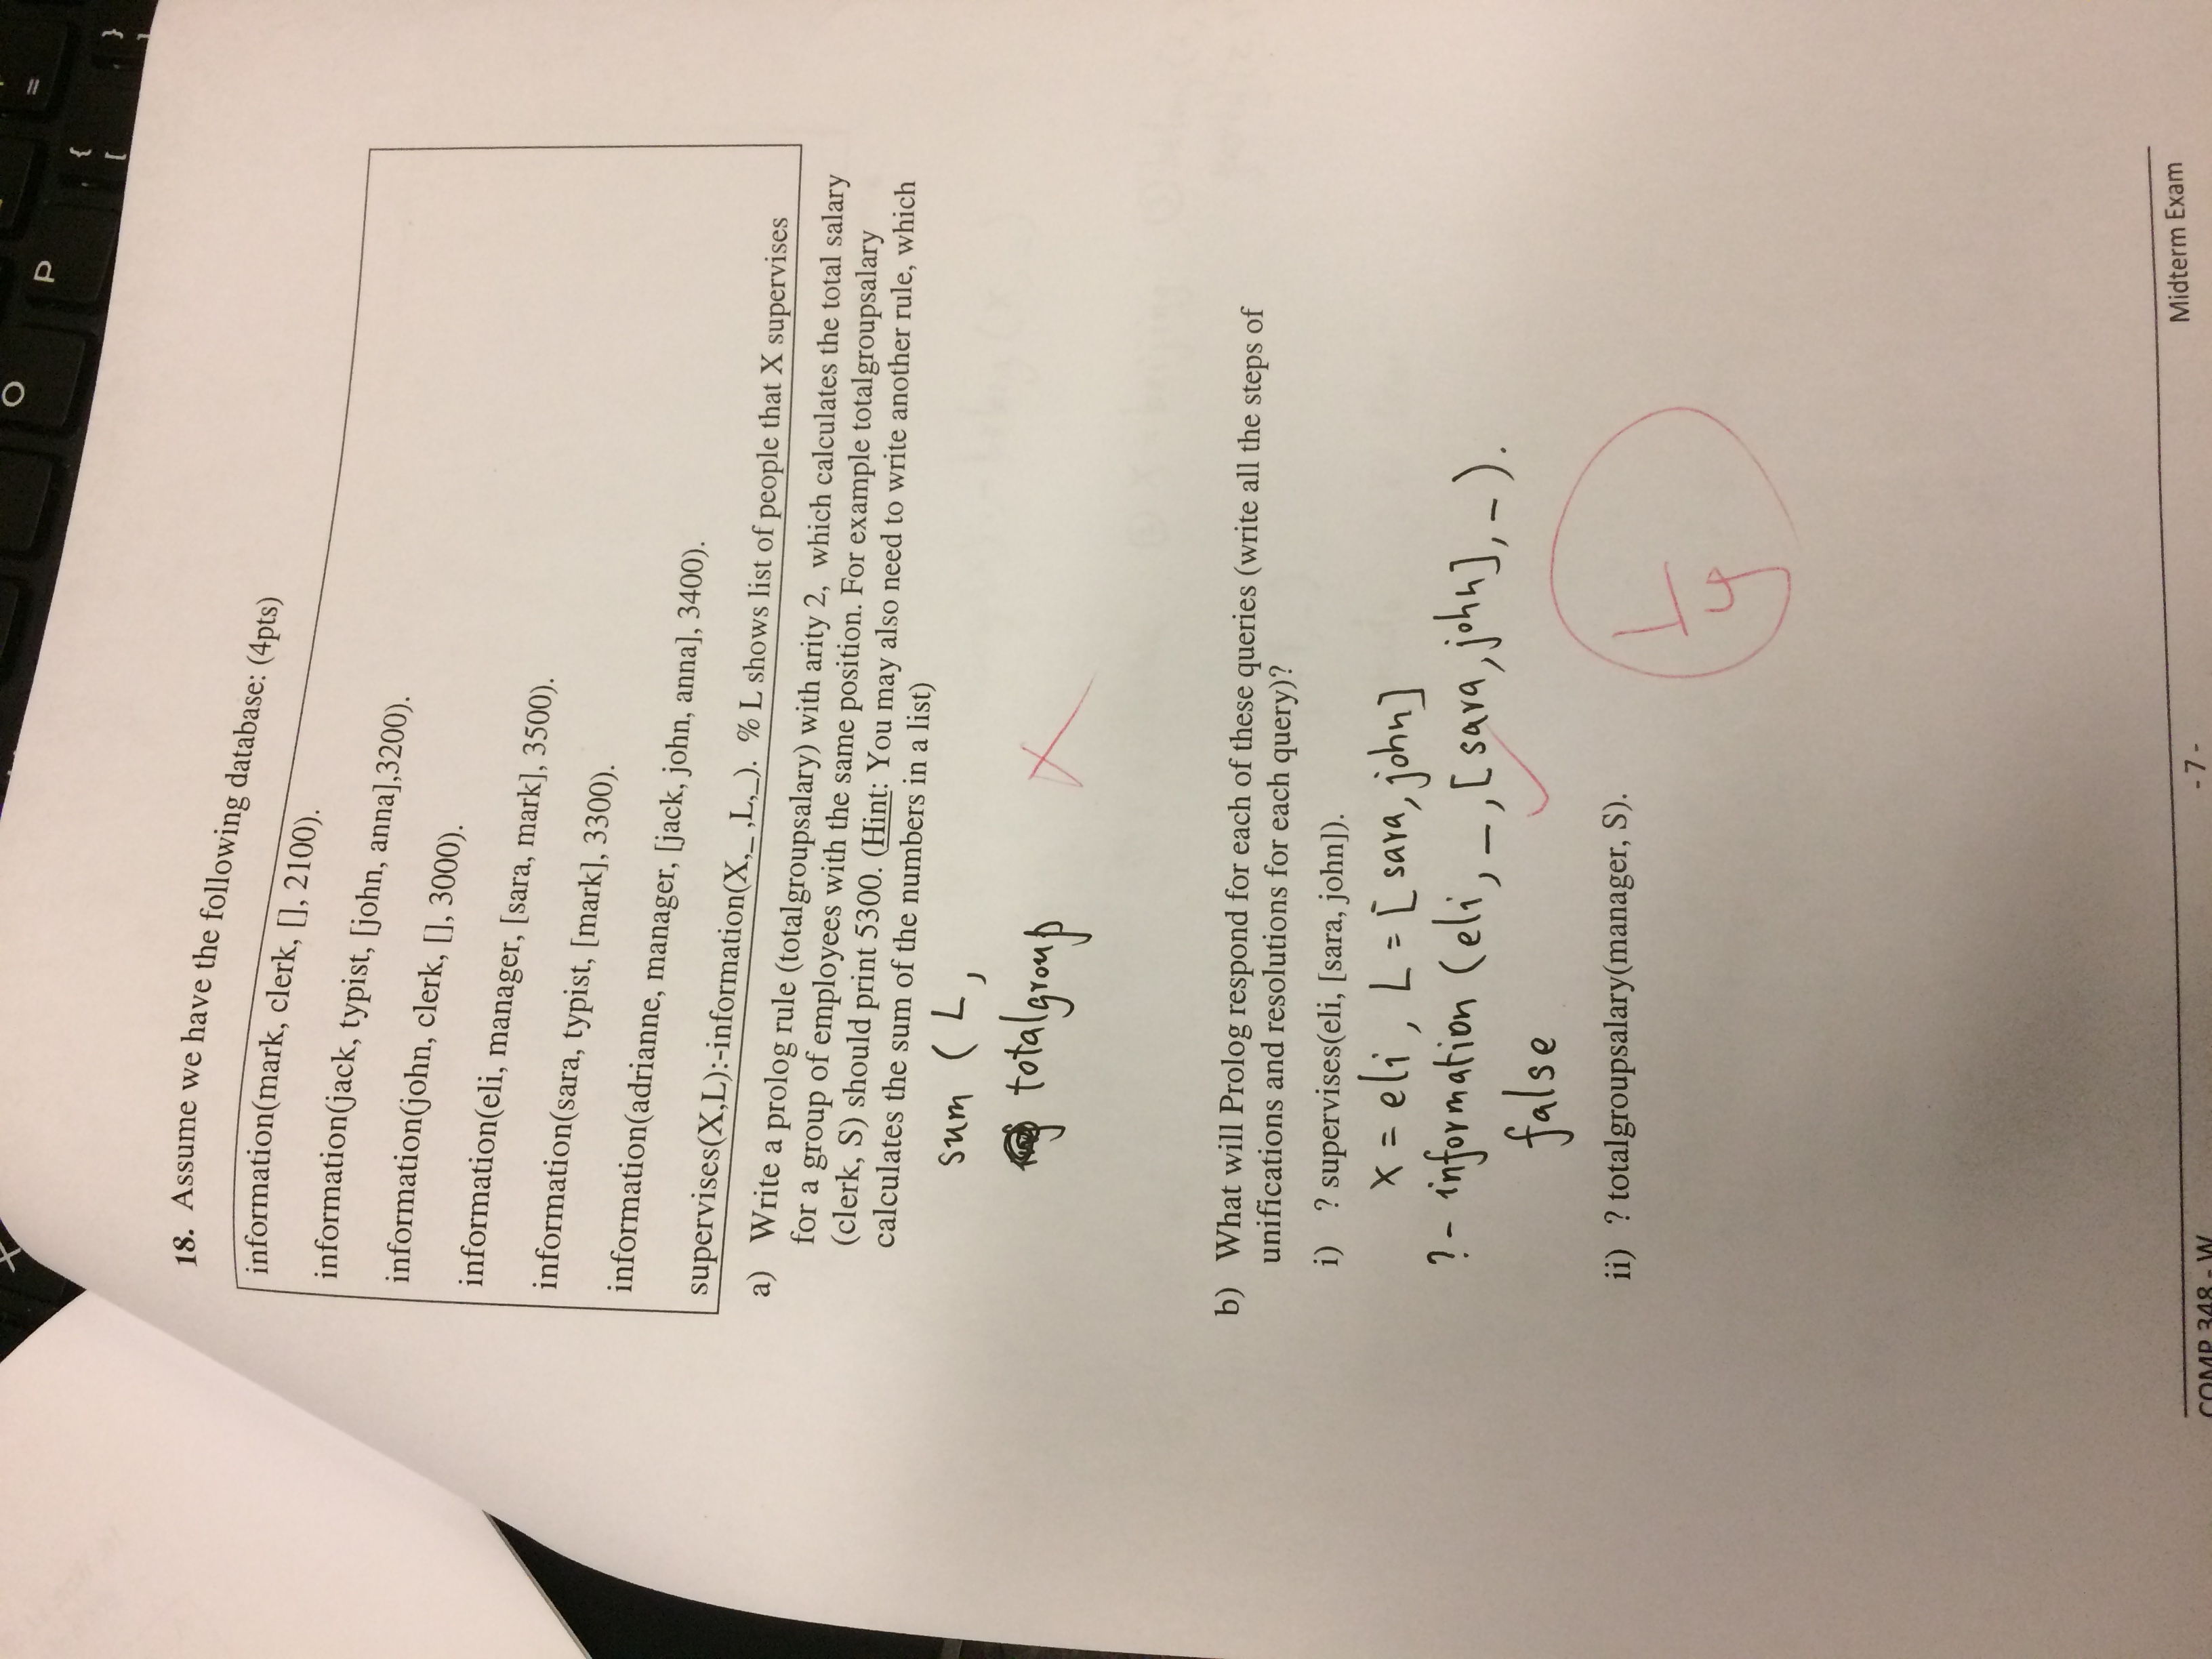 O
P
=
{
[
}
]
18. Assume we have the following database: (4pts)
information(mark, clerk, [], 2100).
information(jack, typist, [john, anna],3200).
information(john, clerk, [], 3000).
information(eli, manager, [sara, mark], 3500).
information(sara, typist, [mark], 3300).
information(adrianne, manager, [jack, john, anna], 3400).
supervises(X,L):-information(X,_ ,L,_). % L shows list of people that X supervises
a) Write a prolog rule (totalgroupsalary) with arity 2, which calculates the total salary
for a group of employees with the same position. For example totalgroupsalary
(clerk, S) should print 5300. (Hint: You may also need to write another rule, which
calculates the sum of the numbers in a list)
sum ( L,
totalgroup
b) What will Prolog respond for each of these queries (write all the steps of
unifications and resolutions for each query)?
i) ? supervises(eli, [sara, john]).
X = eli, L = [sara, john]
?- information (eli, _, [sara, john], _).
false
ii) ? totalgroupsalary(manager, S).
1
4
COMP 348 - W
- 7 -
Midterm Exam